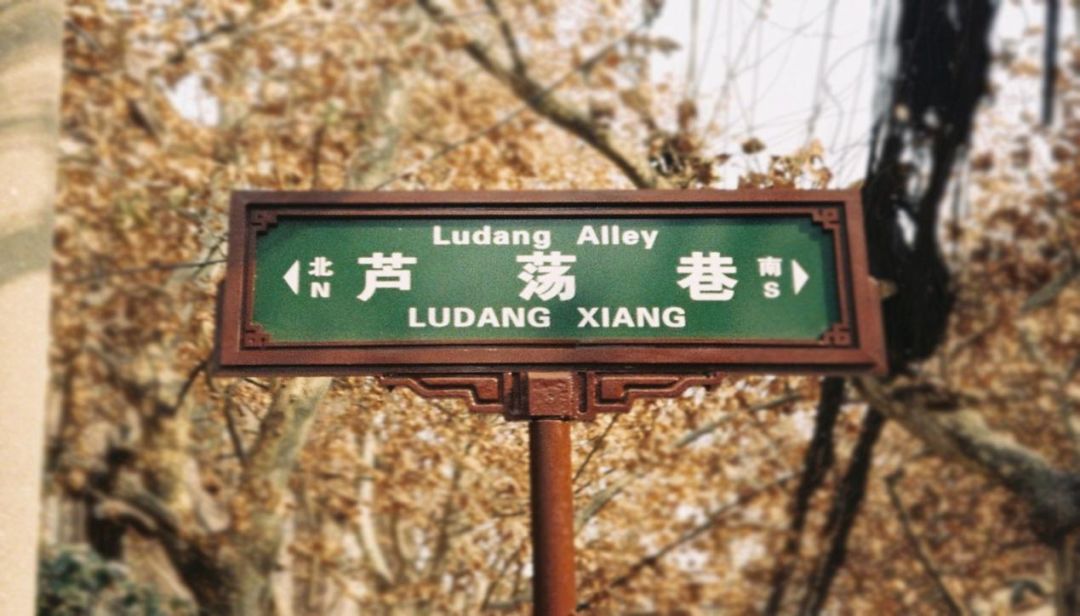 Ludang Alley
北 芦 荡 巷 南
N S
LUDANG XIANG